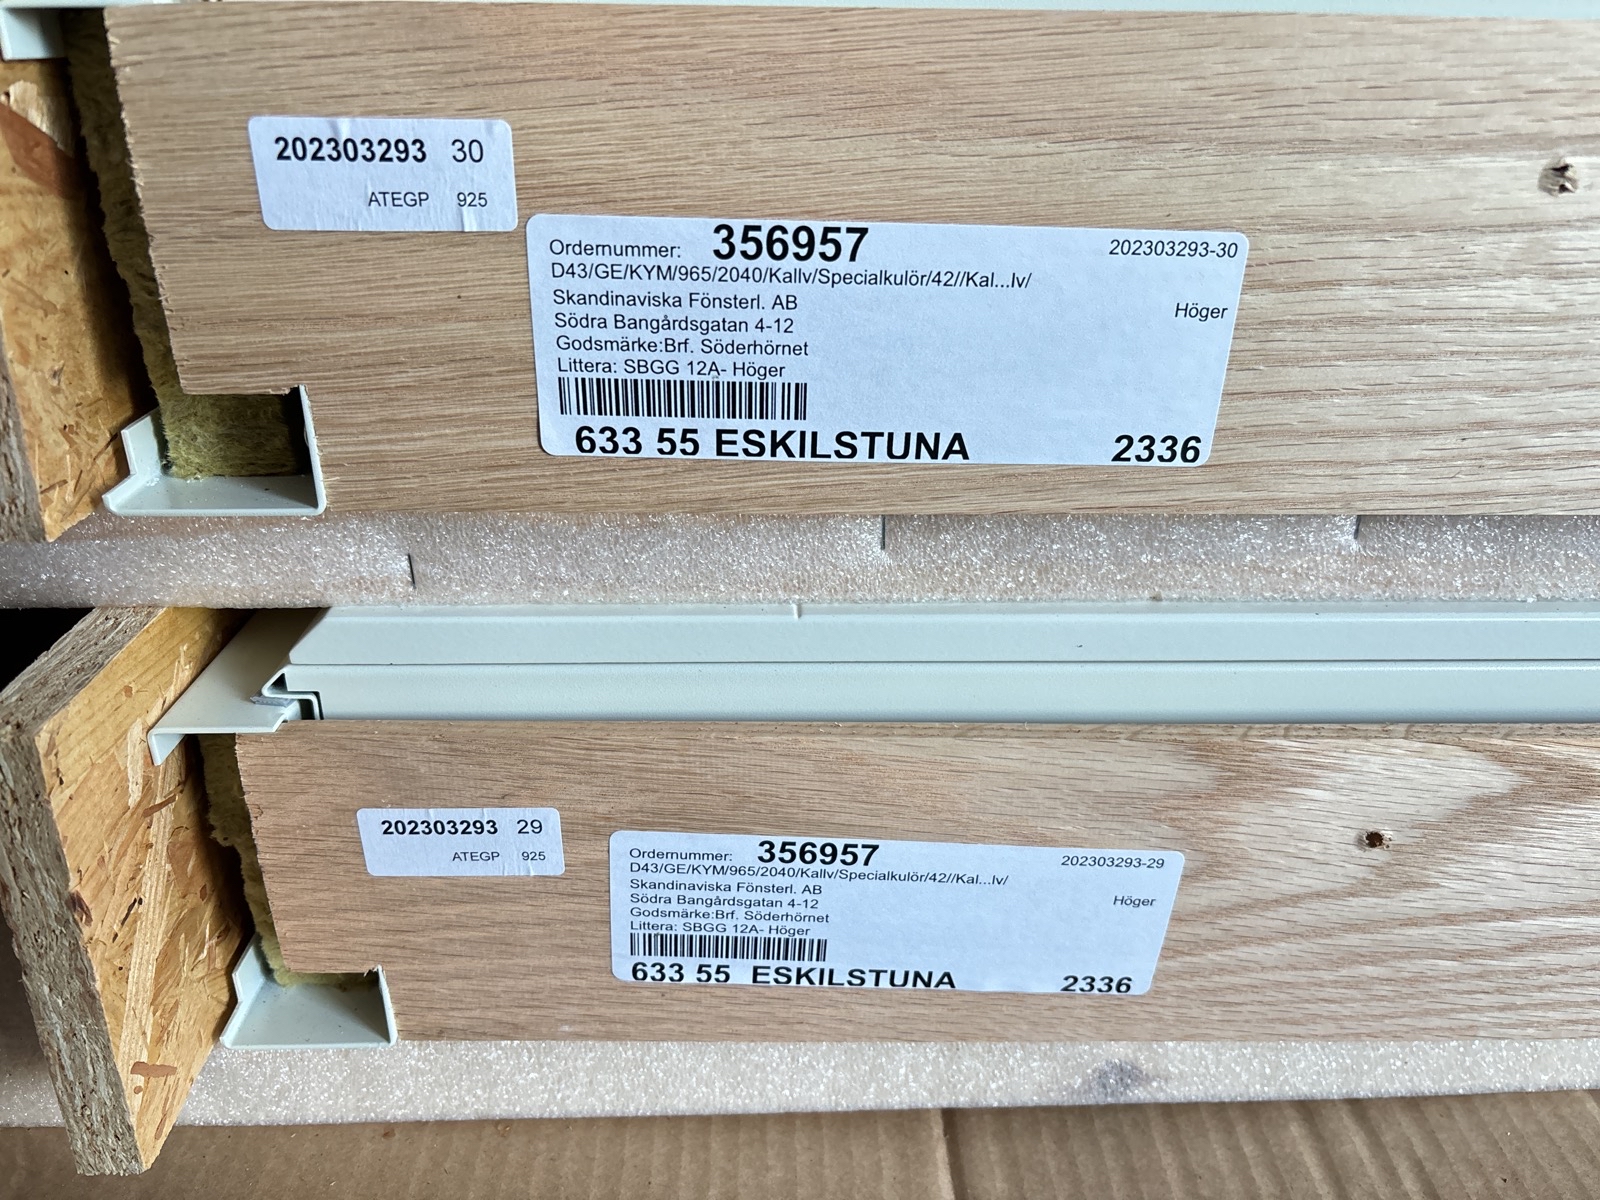 202303293 30
ATEGP 925
Ordernummer: 356957 202303293-30
D43/GE/KYM/965/2040/Kallv/Specialkulör/42//Kal...lv/
Skandinaviska Fönsterl. AB Höger
Södra Bangårdsgatan 4-12
Godsmärke:Brf. Söderhörnet
Littera: SBGG 12A- Höger
633 55 ESKILSTUNA 2336
202303293 29
ATEGP 925
Ordernummer: 356957 202303293-29
D43/GE/KYM/965/2040/Kallv/Specialkulör/42//Kal...lv/
Skandinaviska Fönsterl. AB
Södra Bangårdsgatan 4-12 Höger
Godsmärke:Brf. Söderhörnet
Littera: SBGG 12A- Höger
633 55 ESKILSTUNA 2336